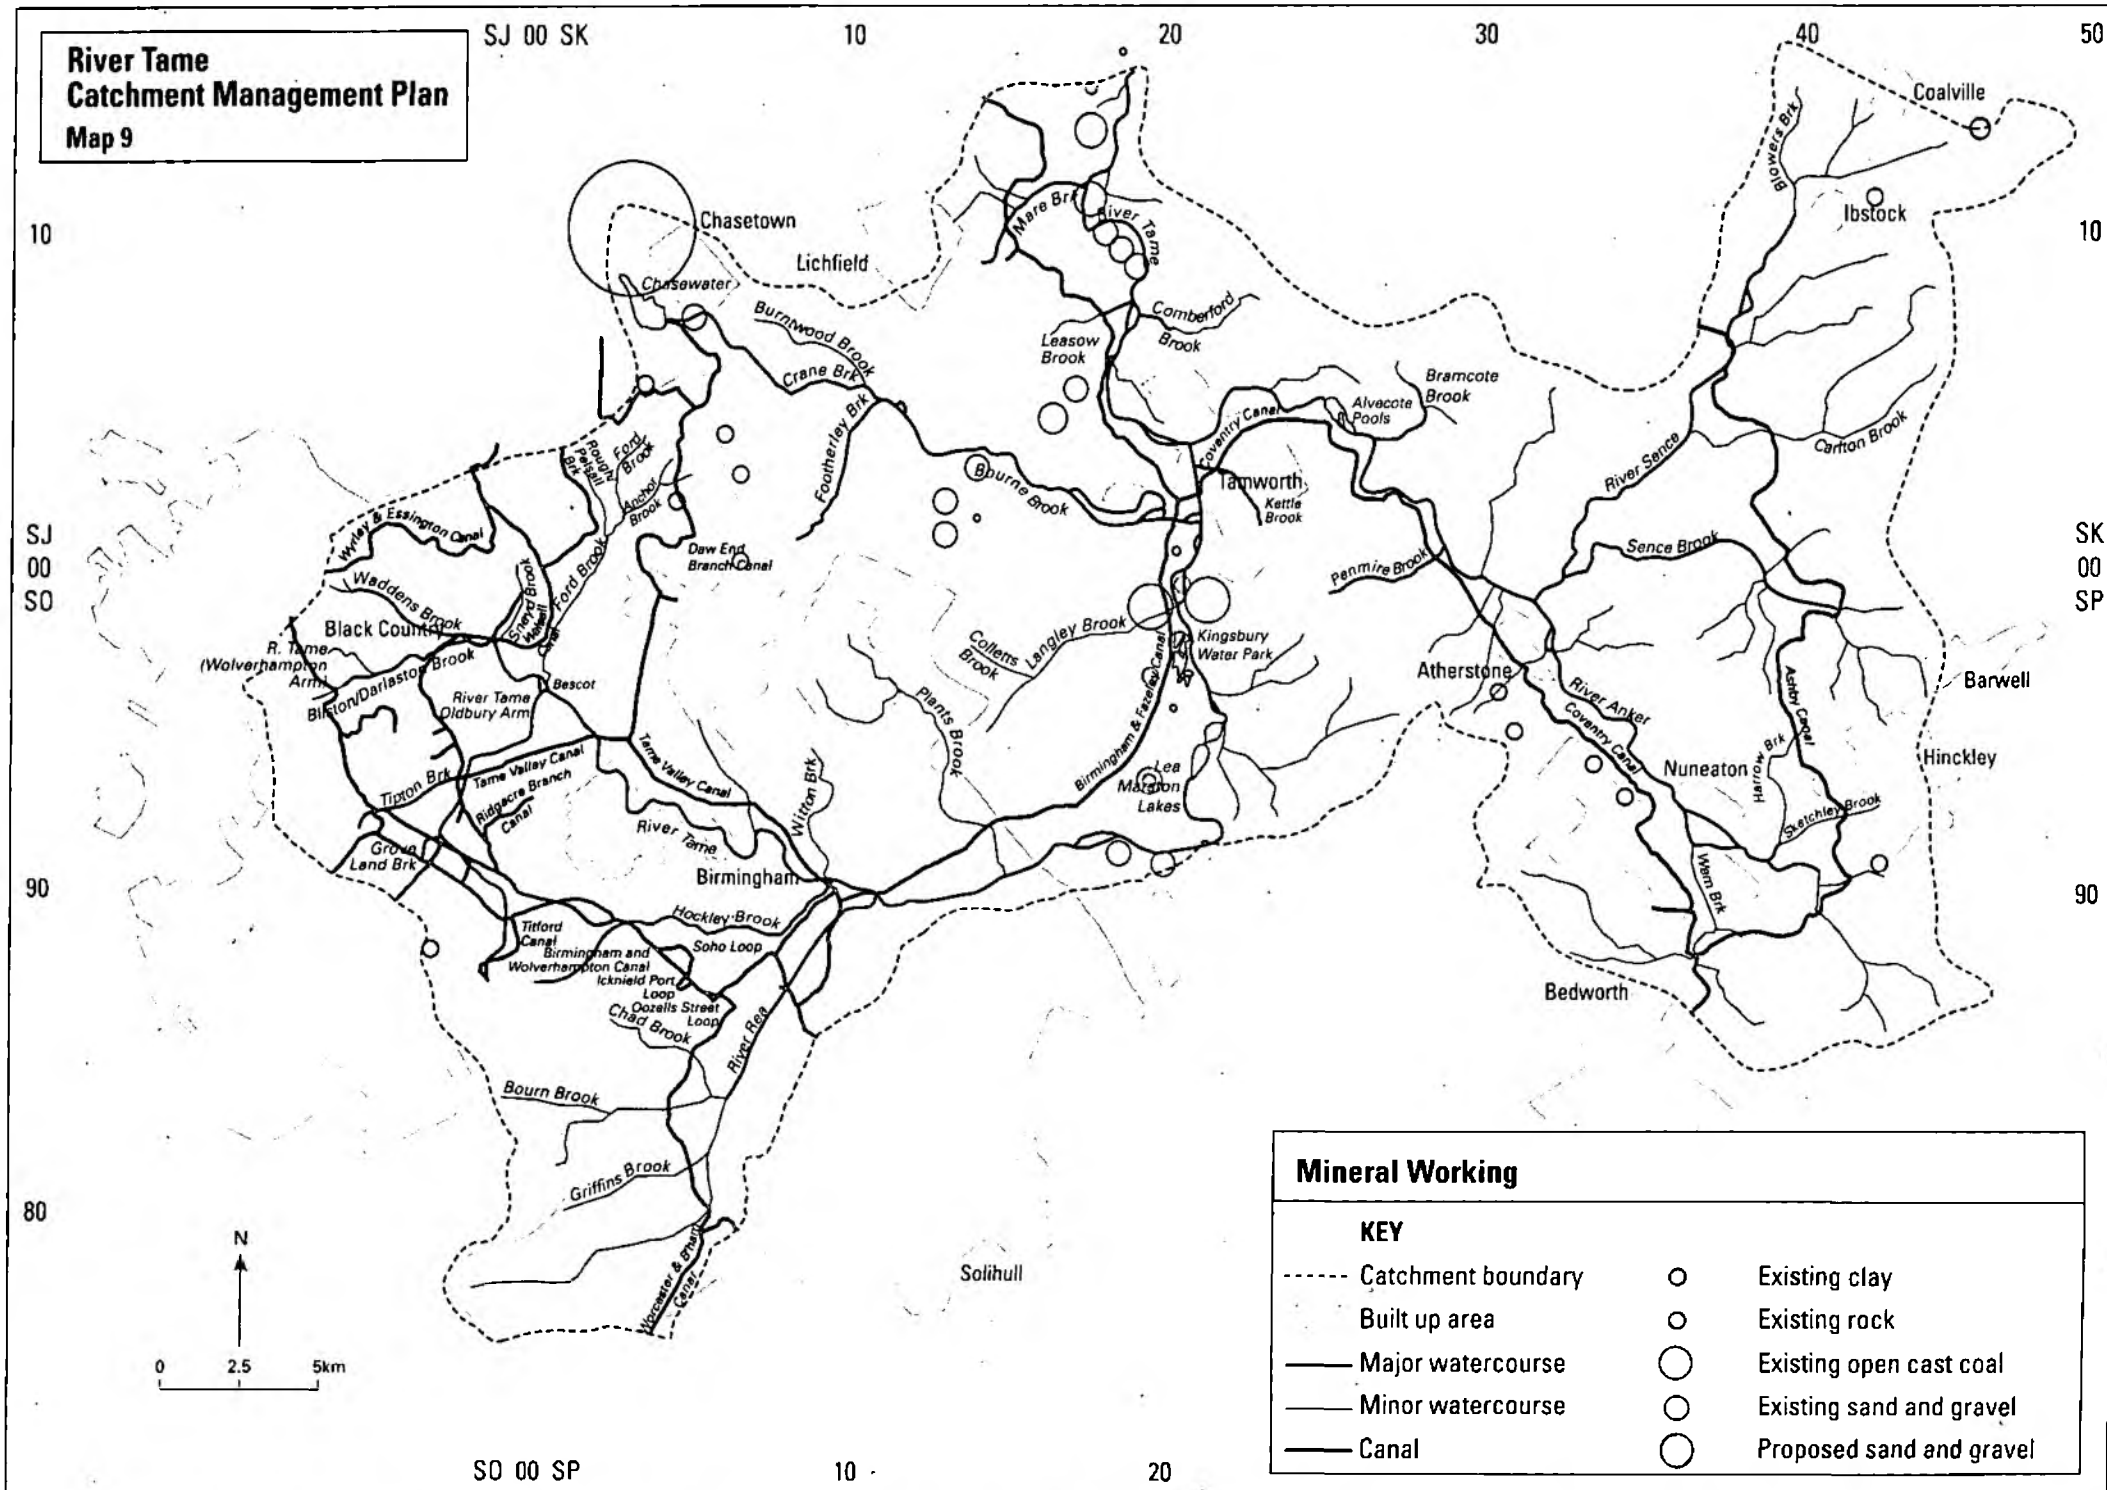 River Tame
Catchment Management Plan
Map 9
SJ 00 SK
10
20
30
40
50
Coalville
Blowers Brk
Ibstock
10
10
Chasetown
Lichfield
Chasewater
Mare Brk
River Tame
Burntwood Brook
Crane Brk
Leasow
Brook
Comberford
Brook
Bramcote
Brook
Alvecote
Pools
Coventry Canal
Carlton Brook
River Sence
Footherley Brk
Rough
Pelsall
Brk
Ford
Brook
Anchor
Brook
Bourne Brook
Tamworth
Kettle
Brook
Wyrley & Essington Canal
SJ
00
SO
SK
00
SP
Daw End
Branch Canal
Ford Brook
Sneyd Brook
Walsall
Canal
Waddens Brook
Penmire Brook
Sence Brook
Black Country
R. Tame
(Wolverhampton
Arm)
Bilston/Darlaston Brook
Colletts
Brook
Langley Brook
Kingsbury
Water Park
Atherstone
Barwell
River Tame
Oldbury Arm
Bescot
Plants Brook
Birmingham & Fazeley Canal
River Anker
Coventry Canal
Ashby Canal
Tame Valley Canal
Tame Valley Canal
Witton Brk
Lea
Marston
Lakes
Nuneaton
Harrow Brk
Hinckley
Tipton Brk
Ridgacre Branch
Canal
River Tame
Sketchley Brook
Grove
Land Brk
Birmingham
Wem Brk
90
90
Hockley Brook
Titford
Canal
Soho Loop
Birmingham and
Wolverhampton Canal
Icknield Port
Loop
Oozells Street
Loop
Chad Brook
River Rea
Bedworth
Bourn Brook
Griffins Brook
80
Worcester & B'ham
Canal
Solihull
N
0 2.5 5km
SO 00 SP
10
20
Mineral Working
KEY
Catchment boundary
Existing clay
Built up area
Existing rock
Major watercourse
Existing open cast coal
Minor watercourse
Existing sand and gravel
Canal
Proposed sand and gravel